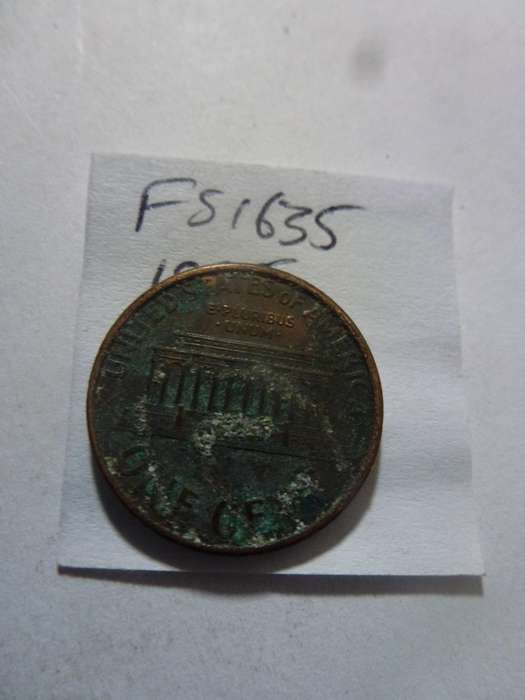 FS1635
UNITED STATES OF AMERICA
E·PLURIBUS
·UNUM·
ONE CENT